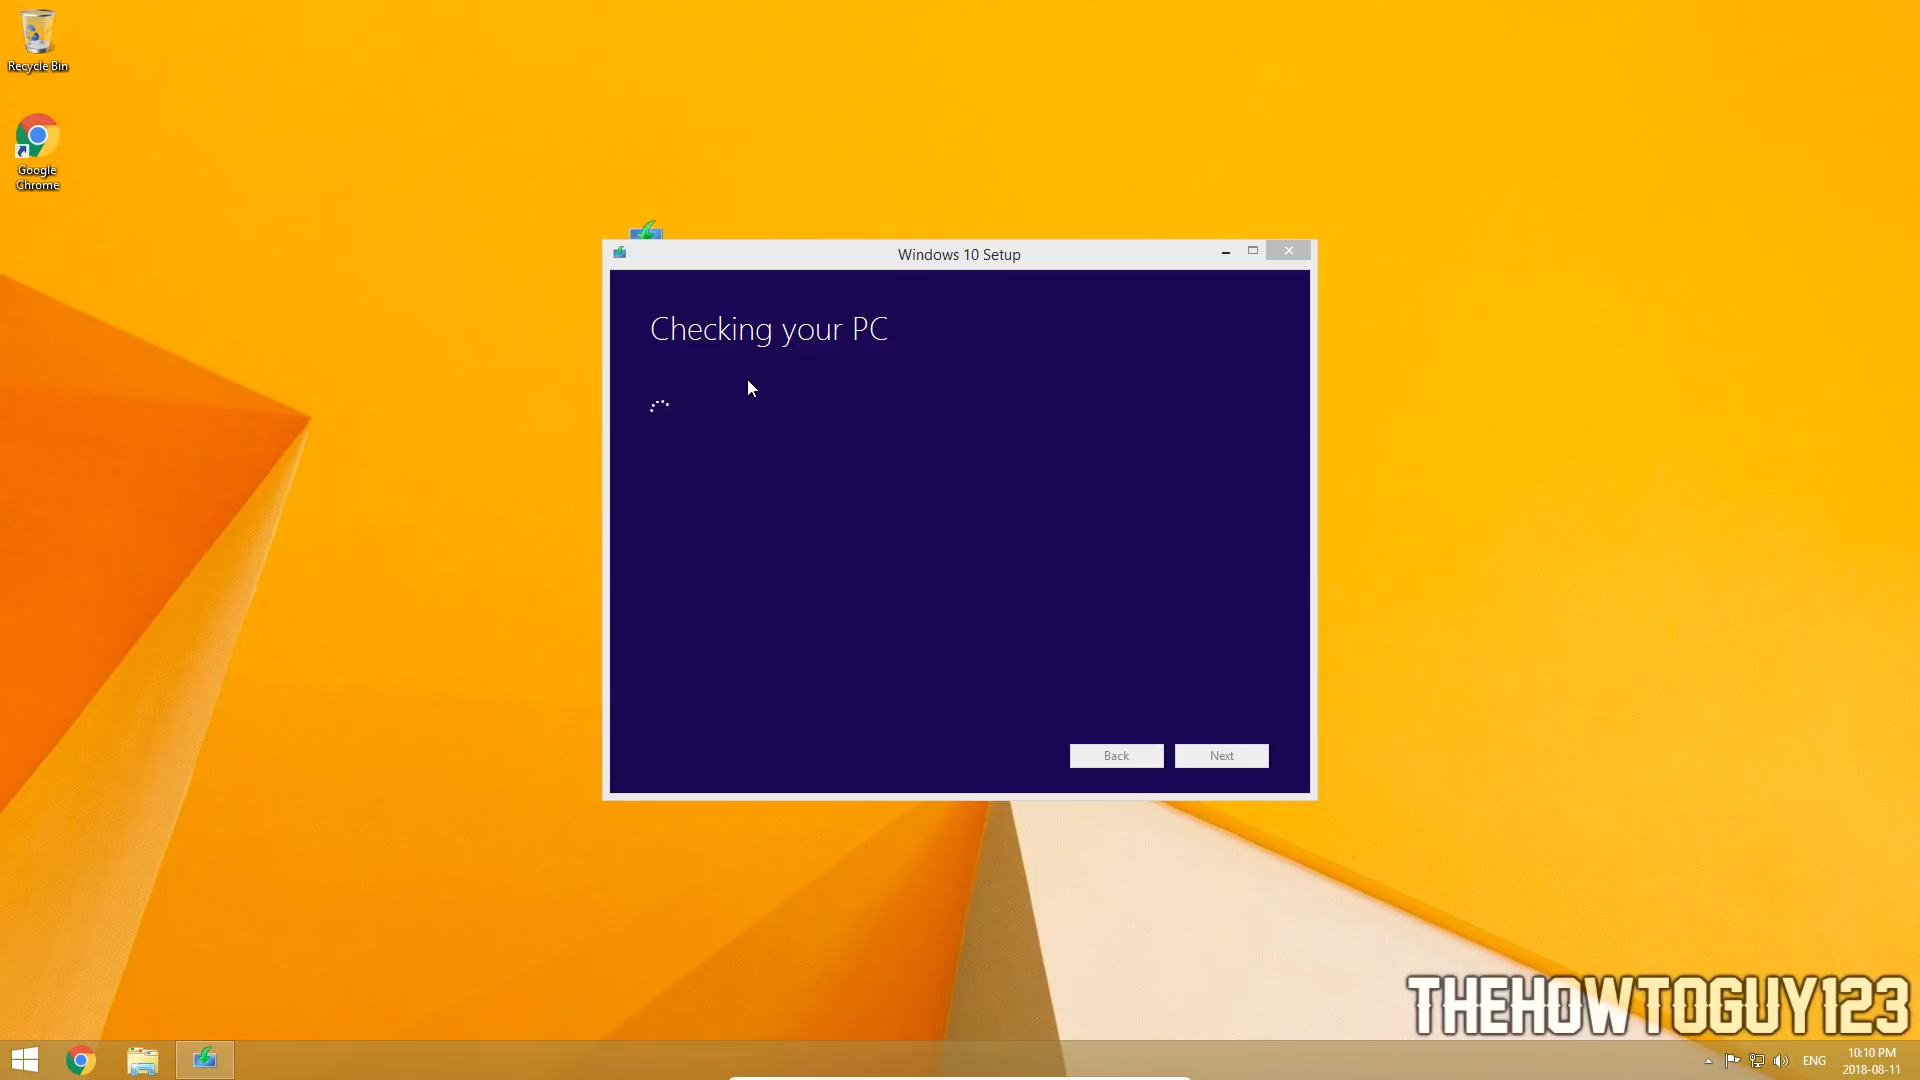 Recycle Bin
Google
Chrome
Windows 10 Setup
Checking your PC
Back
Next
THEHOWTOGUY123
ENG
10:10 PM
2018-08-11